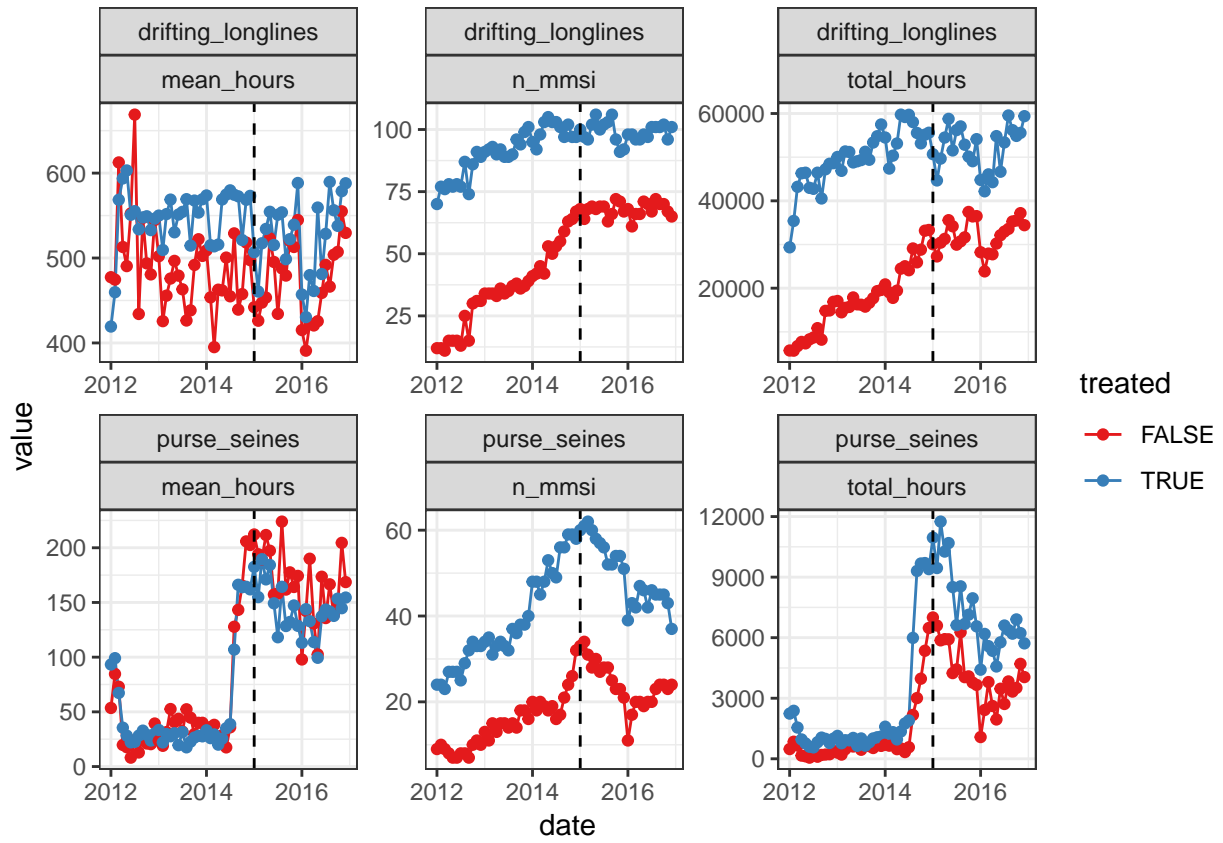 drifting_longlines drifting_longlines drifting_longlines
mean_hours n_mmsi total_hours
600
500
400
100
75
50
25
60000
40000
20000
2012 2014 2016 2012 2014 2016 2012 2014 2016
purse_seines purse_seines purse_seines
mean_hours n_mmsi total_hours
200
150
100
50
0
60
40
20
12000
9000
6000
3000
0
2012 2014 2016 2012 2014 2016 2012 2014 2016
date
value
treated
FALSE
TRUE